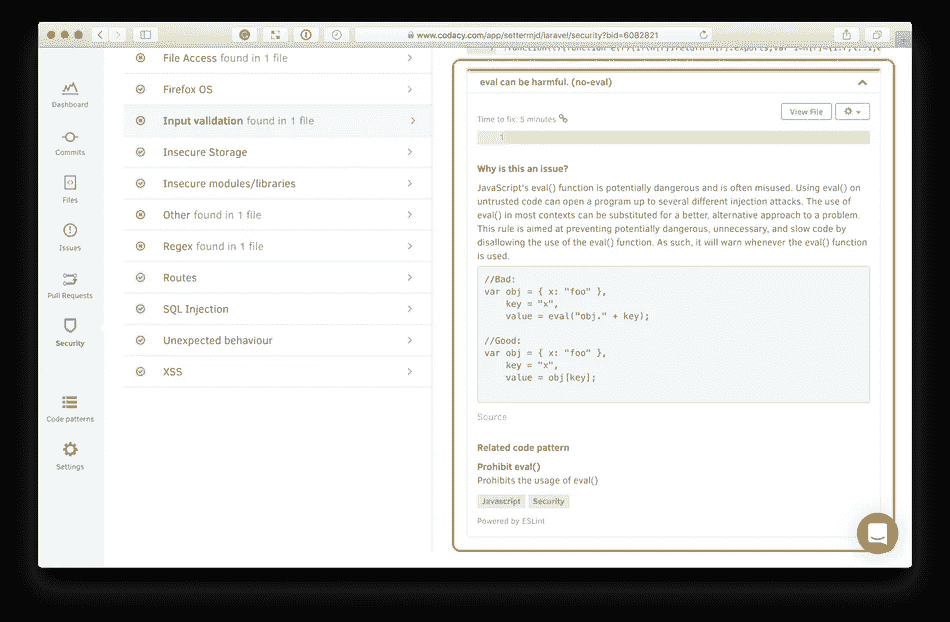 www.codacy.com/app/setternjd/laravel/security?bid=6082821
Dashboard
Commits
Files
Issues
Pull Requests
Security
Code patterns
Settings
File Access found in 1 file
Firefox OS
Input validation found in 1 file
Insecure Storage
Insecure modules/libraries
Other found in 1 file
Regex found in 1 file
Routes
SQL Injection
Unexpected behaviour
XSS
eval can be harmful. (no-eval)
View File
Time to fix: 5 minutes
1
Why is this an issue?
JavaScript's eval() function is potentially dangerous and is often misused. Using eval() on
untrusted code can open a program up to several different injection attacks. The use of
eval() in most contexts can be substituted for a better, alternative approach to a problem.
This rule is aimed at preventing potentially dangerous, unnecessary, and slow code by
disallowing the use of the eval() function. As such, it will warn whenever the eval() function
is used.
//Bad:
var obj = { x: "foo" },
key = "x",
value = eval("obj." + key);
//Good:
var obj = { x: "foo" },
key = "x",
value = obj[key];
Source
Related code pattern
Prohibit eval()
Prohibits the usage of eval()
Javascript Security
Powered by ESLint